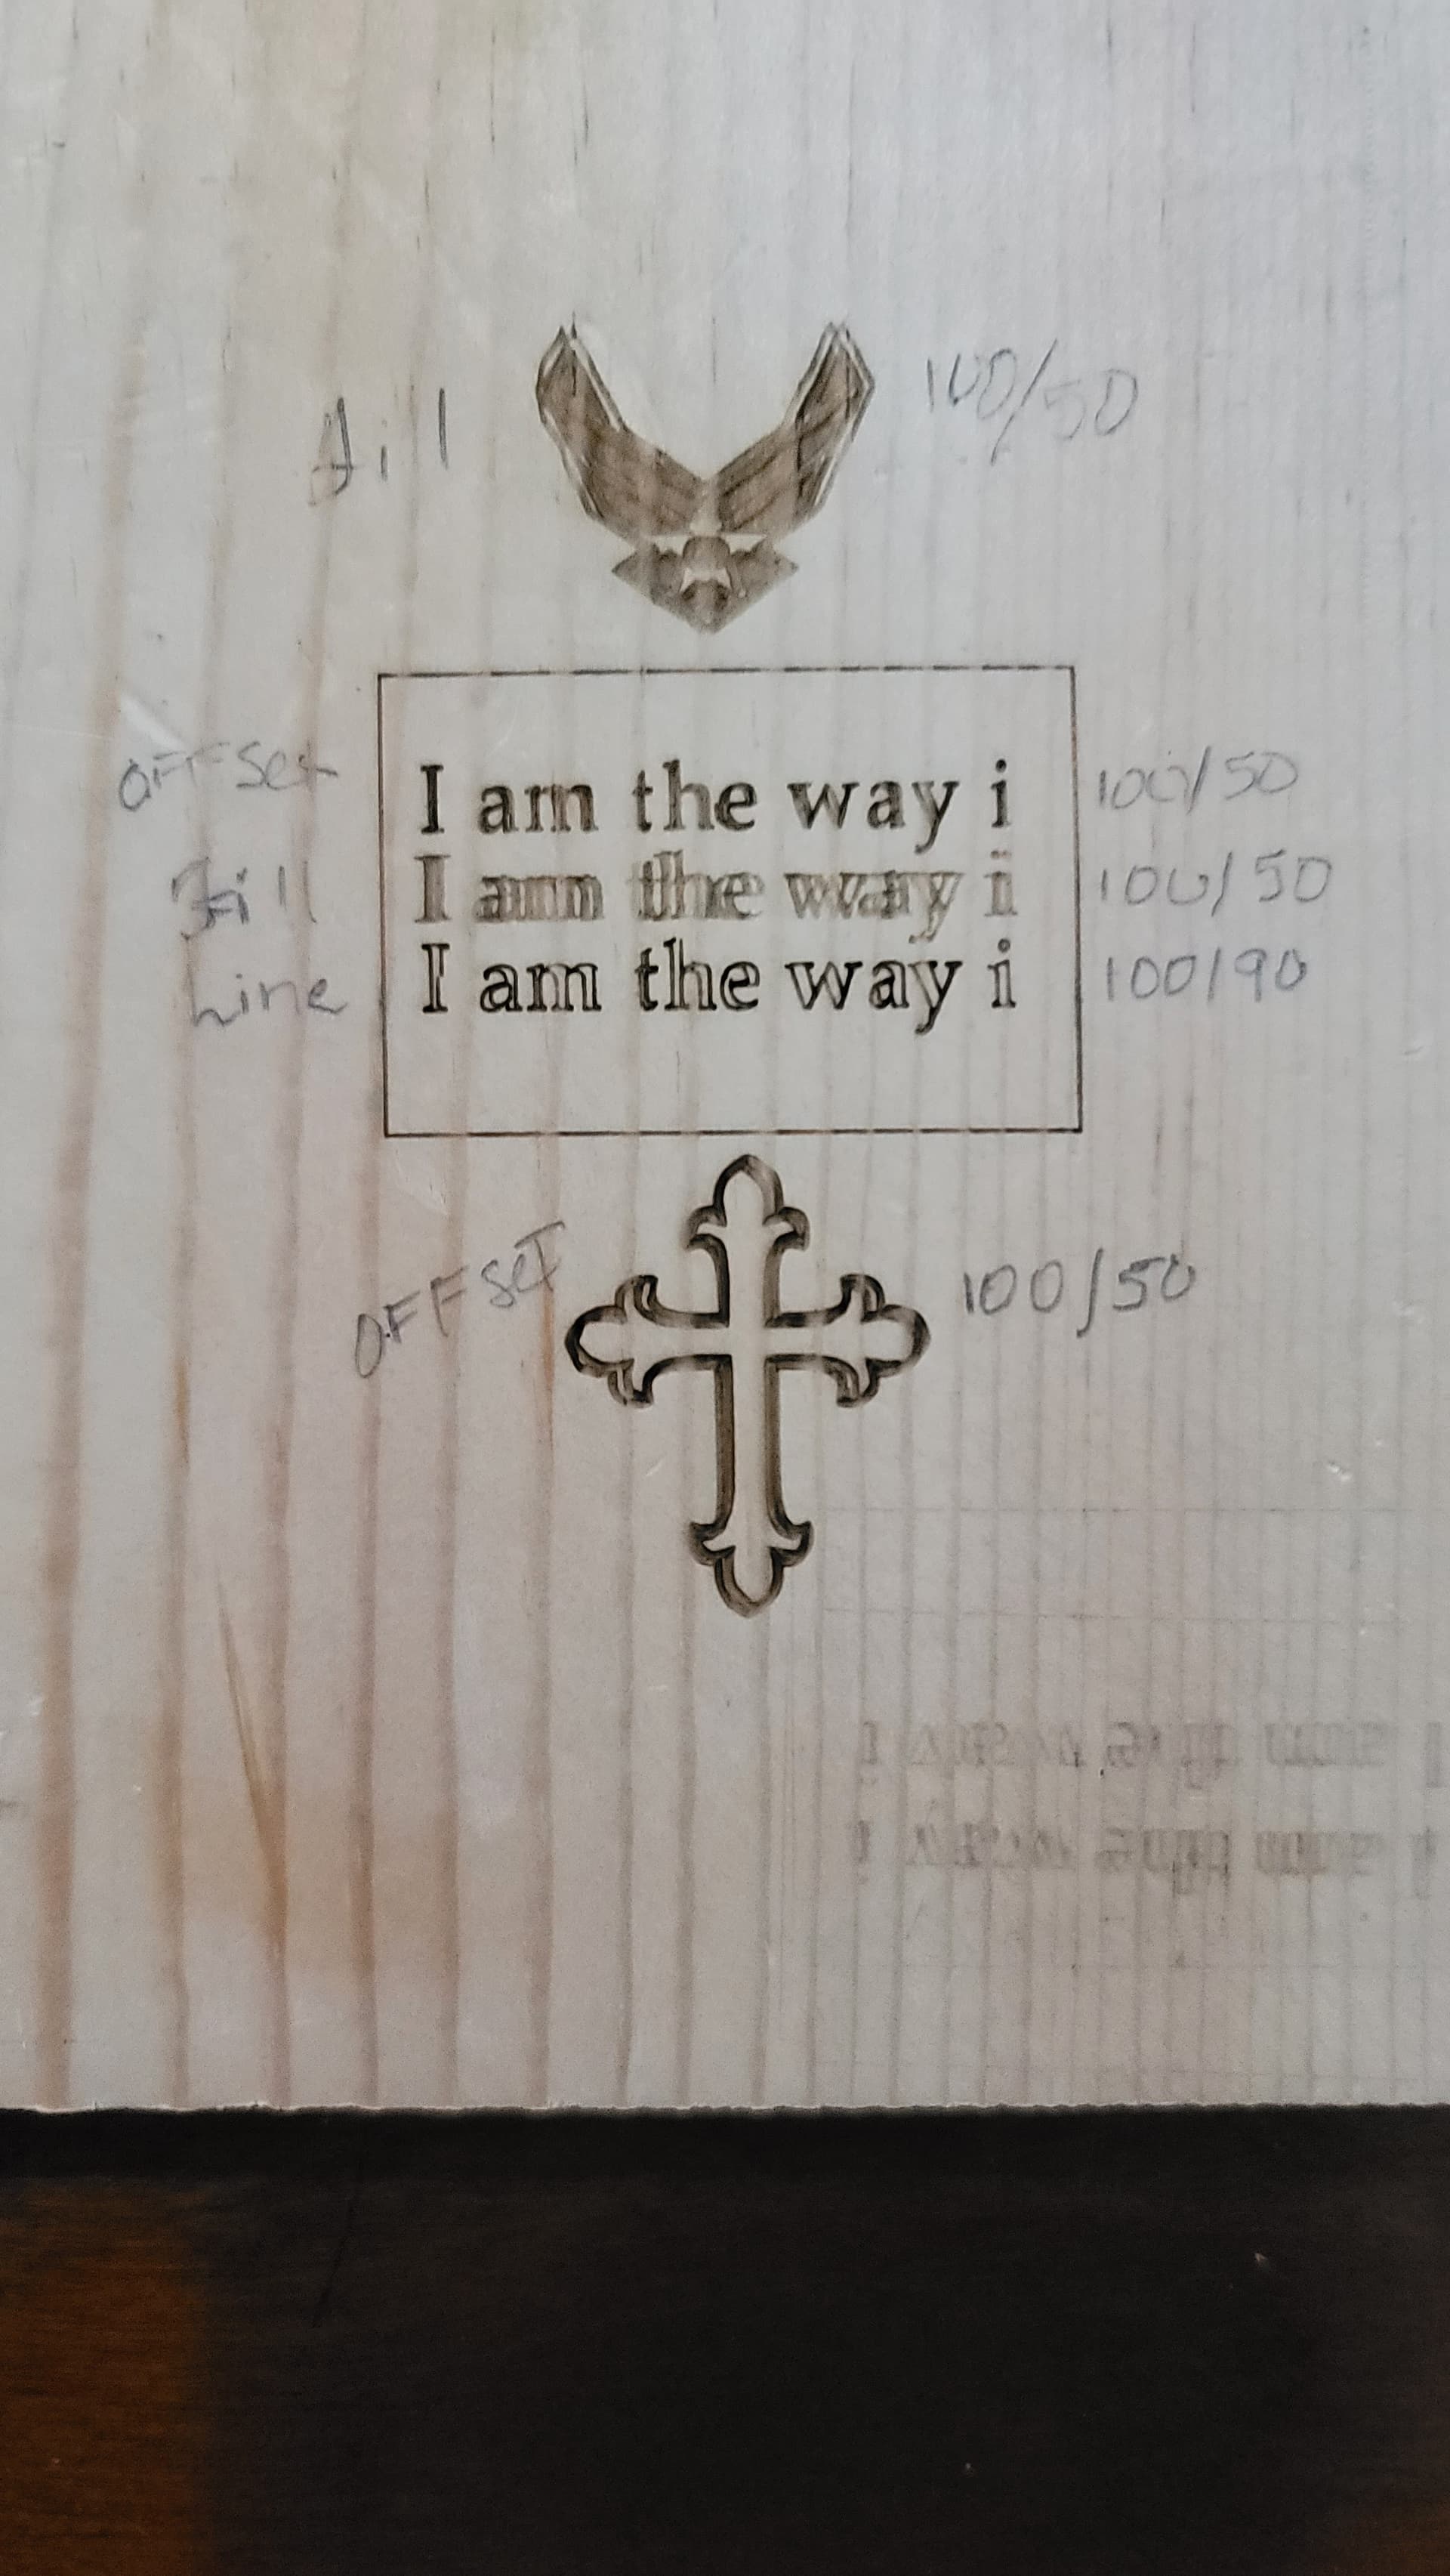 fill 100/50
OFFSet I am the way i 100/50
Fill I am the way i 100/50
Line I am the way i 100/90
OFFSeT 100/50